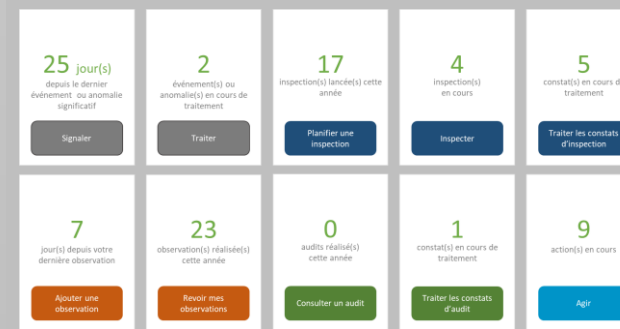 25 jour(s)
depuis le dernier
événement ou anomalie
significatif
Signaler
2
événement(s) ou
anomalie(s) en cours de
traitement
Traiter
17
inspection(s) lancée(s) cette
année
Planifier une
inspection
4
inspection(s)
en cours
Inspecter
5
constat(s) en cours d
traitement
Traiter les constats
d'inspection
7
jour(s) depuis votre
dernière observation
Ajouter une
observation
23
observation(s) réalisée(s)
cette année
Revoir mes
observations
0
audits réalisé(s)
cette année
Consulter un audit
1
constat(s) en cours de
traitement
Traiter les constats
d'audit
9
action(s) en cours
Agir